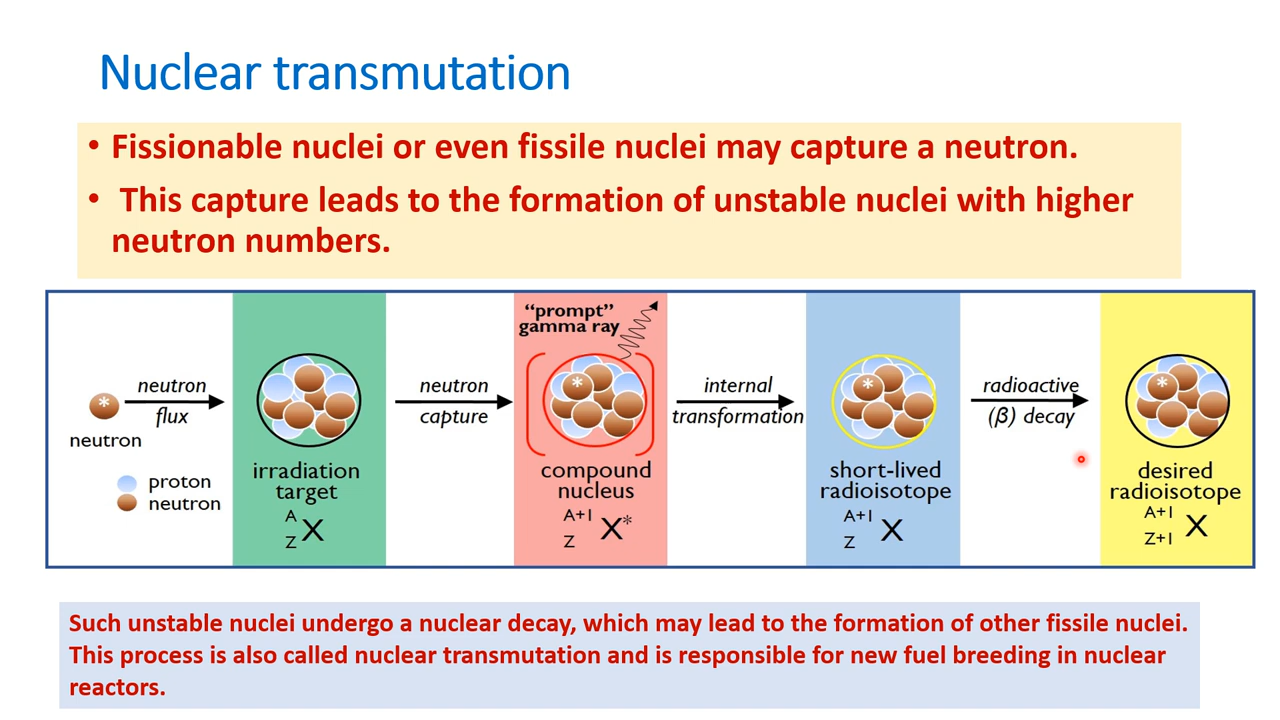 Nuclear transmutation
• Fissionable nuclei or even fissile nuclei may capture a neutron.
• This capture leads to the formation of unstable nuclei with higher
neutron numbers.
*
neutron
neutron
flux
proton
neutron
irradiation
target
A
Z X
neutron
capture
“prompt”
gamma ray
*
compound
nucleus
A+1
Z X*
internal
transformation
*
short-lived
radioisotope
A+1
Z X
radioactive
(β) decay
*
desired
radioisotope
A+1
Z+1 X
Such unstable nuclei undergo a nuclear decay, which may lead to the formation of other fissile nuclei.
This process is also called nuclear transmutation and is responsible for new fuel breeding in nuclear
reactors.